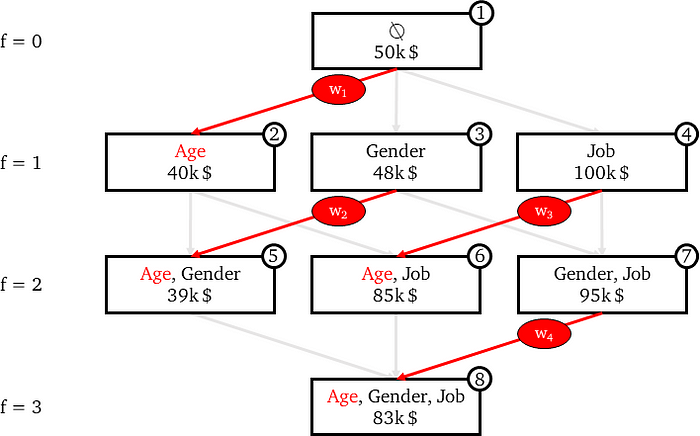 ①
f = 0
∅
50k $
w₁
② ③ ④
f = 1
Age Gender Job
40k $ 48k $ 100k $
w₂ w₃
⑤ ⑥ ⑦
f = 2
Age, Gender Age, Job Gender, Job
39k $ 85k $ 95k $
w₄
⑧
f = 3
Age, Gender, Job
83k $